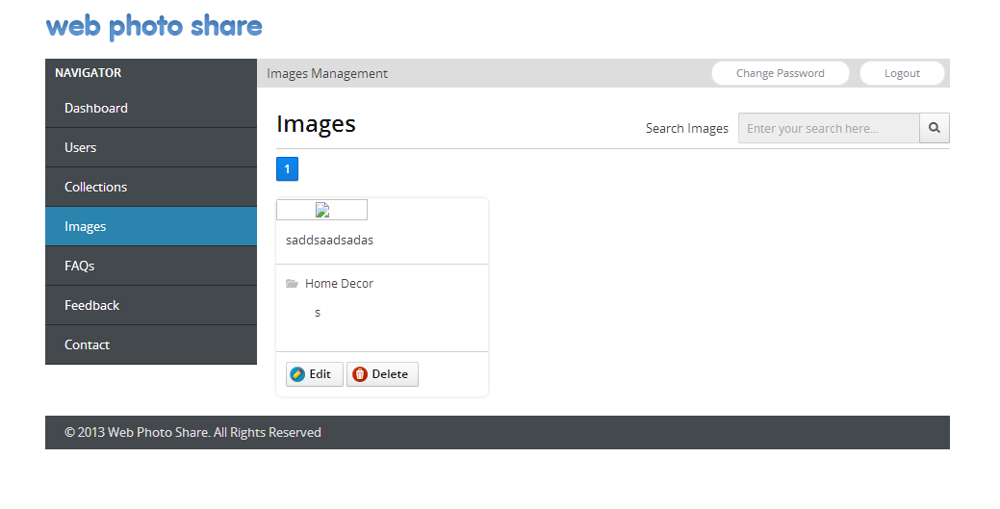 web photo share
NAVIGATOR
Dashboard
Users
Collections
Images
FAQs
Feedback
Contact
Images Management
Change Password
Logout
Images
Search Images
Enter your search here...
1
saddsaadsadas
Home Decor
s
Edit
Delete
© 2013 Web Photo Share. All Rights Reserved